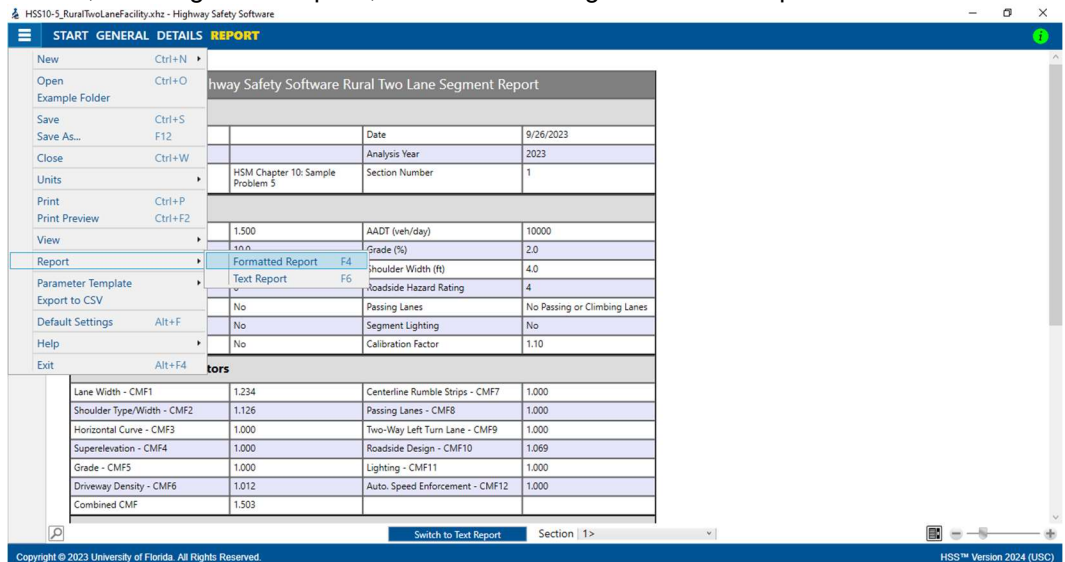 HSS10-5_RuralTwoLaneFacility.xhz - Highway Safety Software
START GENERAL DETAILS REPORT
New Ctrl+N
Open Ctrl+O
Example Folder
Save Ctrl+S
Save As... F12
Close Ctrl+W
Units
Print Ctrl+P
Print Preview Ctrl+F2
View
Report
Parameter Template
Export to CSV
Default Settings Alt+F
Help
Exit Alt+F4
Formatted Report F4
Text Report F6
hway Safety Software Rural Two Lane Segment Report
Date 9/26/2023
Analysis Year 2023
HSM Chapter 10: Sample Problem 5 Section Number 1
1.500 AADT (veh/day) 10000
10.0 Grade (%) 2.0
Shoulder Width (ft) 4.0
Roadside Hazard Rating 4
No Passing Lanes No Passing or Climbing Lanes
No Segment Lighting No
No Calibration Factor 1.10
tors
Lane Width - CMF1 1.234 Centerline Rumble Strips - CMF7 1.000
Shoulder Type/Width - CMF2 1.126 Passing Lanes - CMF8 1.000
Horizontal Curve - CMF3 1.000 Two-Way Left Turn Lane - CMF9 1.000
Superelevation - CMF4 1.000 Roadside Design - CMF10 1.069
Grade - CMF5 1.000 Lighting - CMF11 1.000
Driveway Density - CMF6 1.012 Auto. Speed Enforcement - CMF12 1.000
Combined CMF 1.503
Switch to Text Report Section 1>
Copyright © 2023 University of Florida. All Rights Reserved. HSS™ Version 2024 (USC)